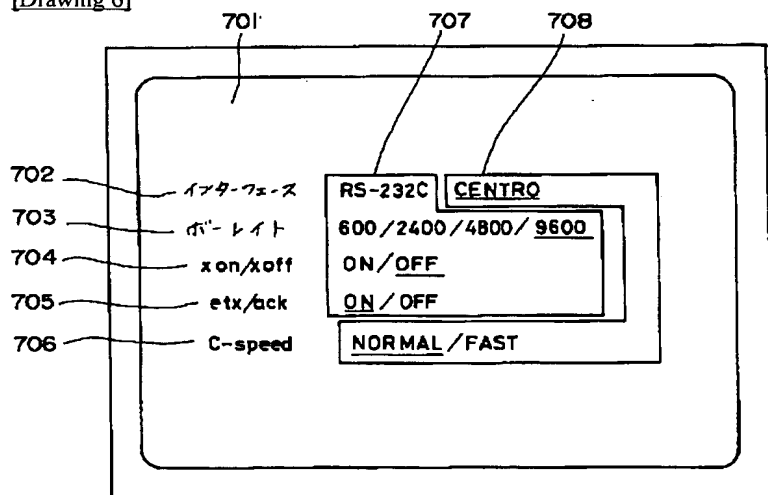 [Drawing 6]
701 707 708
702 インターフェース RS-232C CENTRO
703 ボーレイト 600/2400/4800/9600
704 xon/xoff ON/OFF
705 etx/ack ON/OFF
706 C-speed NORMAL/FAST